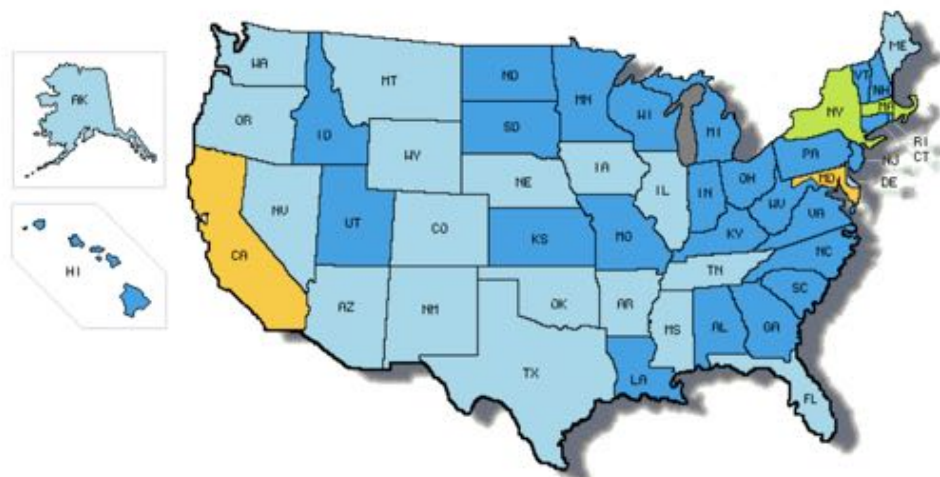 AK
HI
WA
OR
CA
NV
ID
MT
WY
UT
AZ
CO
NM
ND
SD
NE
KS
OK
TX
MN
IA
MO
AR
LA
WI
IL
MS
MI
IN
KY
TN
AL
OH
WV
VA
NC
SC
GA
FL
PA
NY
VT
NH
ME
MA
RI
CT
NJ
DE
MD